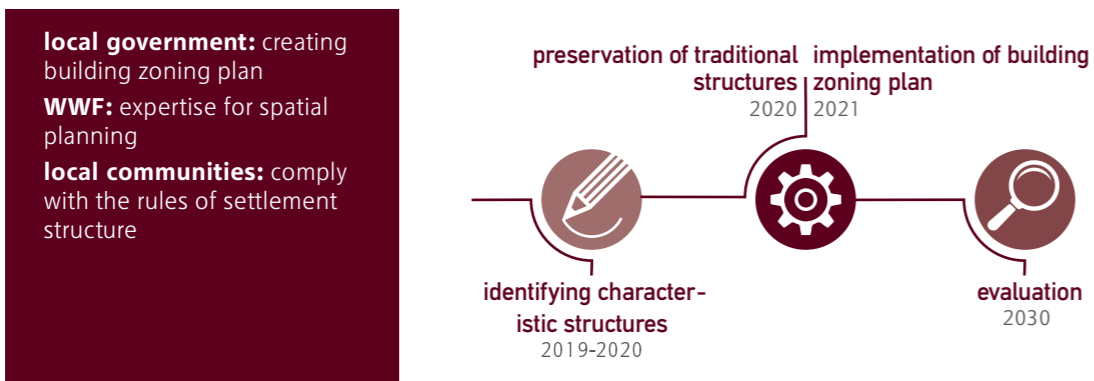 local government: creating
building zoning plan
WWF: expertise for spatial
planning
local communities: comply
with the rules of settlement
structure
preservation of traditional
structures
2020
implementation of building
zoning plan
2021
identifying character-
istic structures
2019-2020
evaluation
2030